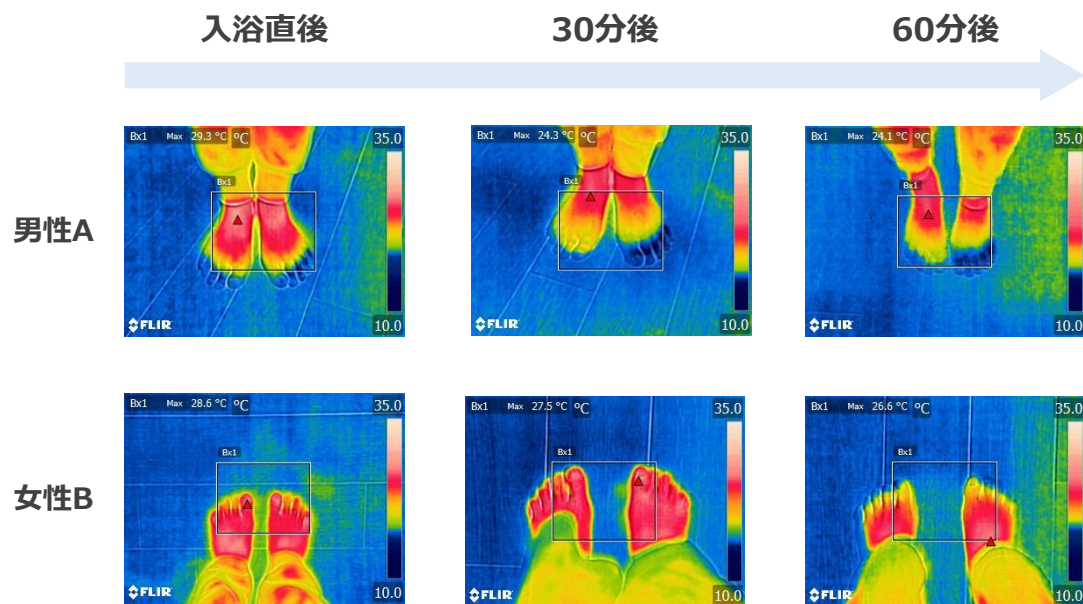 入浴直後
30分後
60分後
男性A
Bx1 Max 29.3 °C °C 35.0
Bx1
FLIR 10.0
Bx1 Max 24.3 °C °C 35.0
Bx1
FLIR 10.0
Bx1 Max 24.1 °C °C 35.0
Bx1
FLIR 10.0
女性B
Bx1 Max 28.6 °C °C 35.0
Bx1
FLIR 10.0
Bx1 Max 27.5 °C °C 35.0
Bx1
FLIR 10.0
Bx1 Max 26.6 °C °C 35.0
Bx1
FLIR 10.0